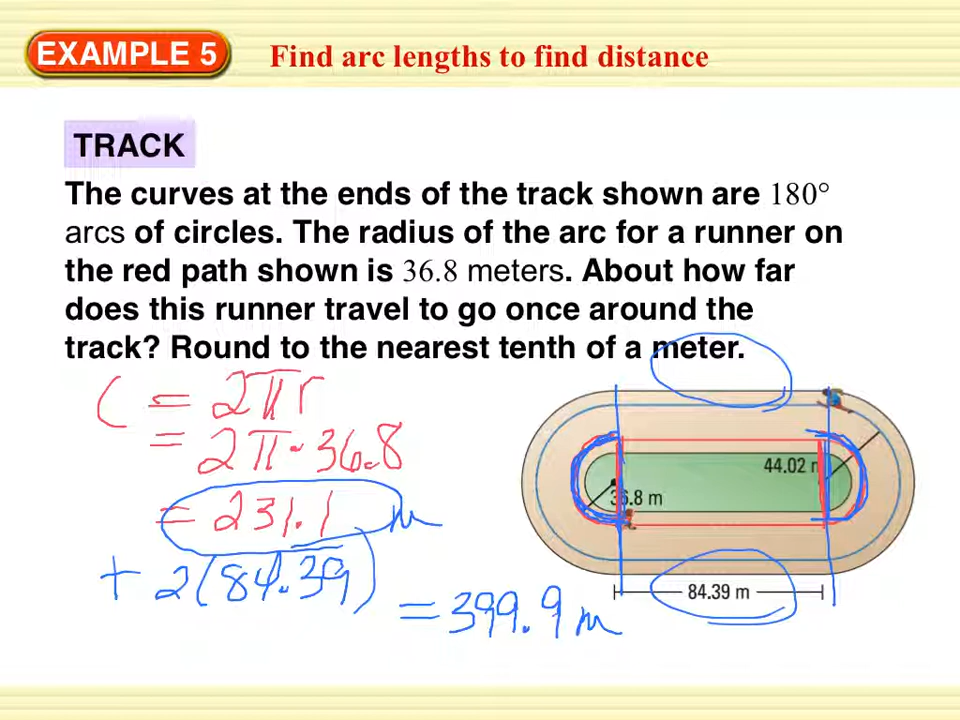 EXAMPLE 5
Find arc lengths to find distance
TRACK
The curves at the ends of the track shown are 180°
arcs of circles. The radius of the arc for a runner on
the red path shown is 36.8 meters. About how far
does this runner travel to go once around the
track? Round to the nearest tenth of a meter.
C = 2πr
= 2π · 36.8
= 231.1 m
+ 2(84.39)
= 399.9 m
44.02 m
36.8 m
84.39 m